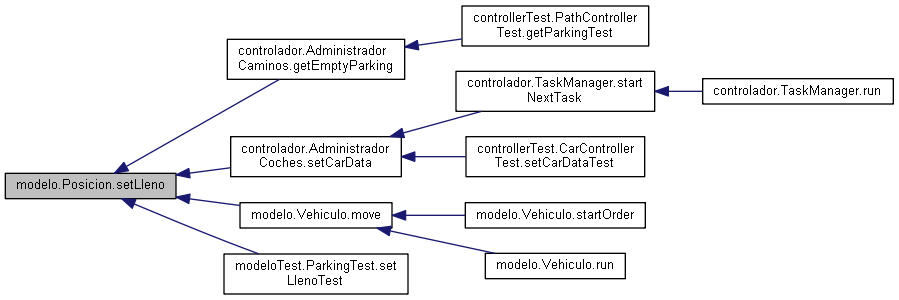 controllerTest.PathController
Test.getParkingTest
controlador.Administrador
Caminos.getEmptyParking
controlador.TaskManager.start
NextTask
controlador.TaskManager.run
controlador.Administrador
Coches.setCarData
controllerTest.CarController
Test.setCarDataTest
modelo.Posicion.setLleno
modelo.Vehiculo.move
modelo.Vehiculo.startOrder
modeloTest.ParkingTest.set
LlenoTest
modelo.Vehiculo.run